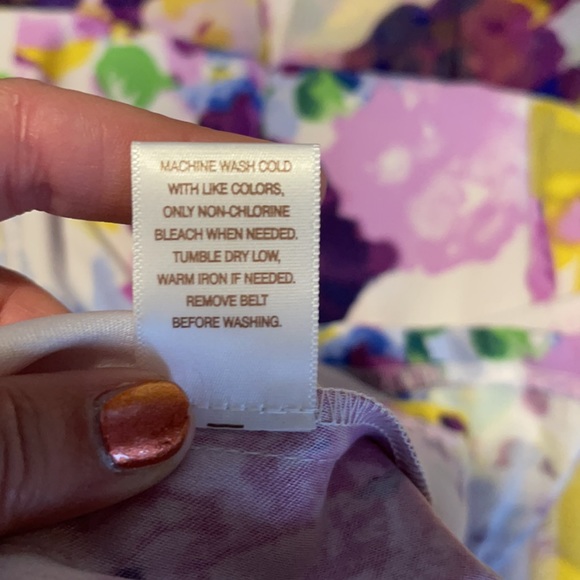 MACHINE WASH COLD
WITH LIKE COLORS,
ONLY NON-CHLORINE
BLEACH WHEN NEEDED.
TUMBLE DRY LOW,
WARM IRON IF NEEDED.
REMOVE BELT
BEFORE WASHING.